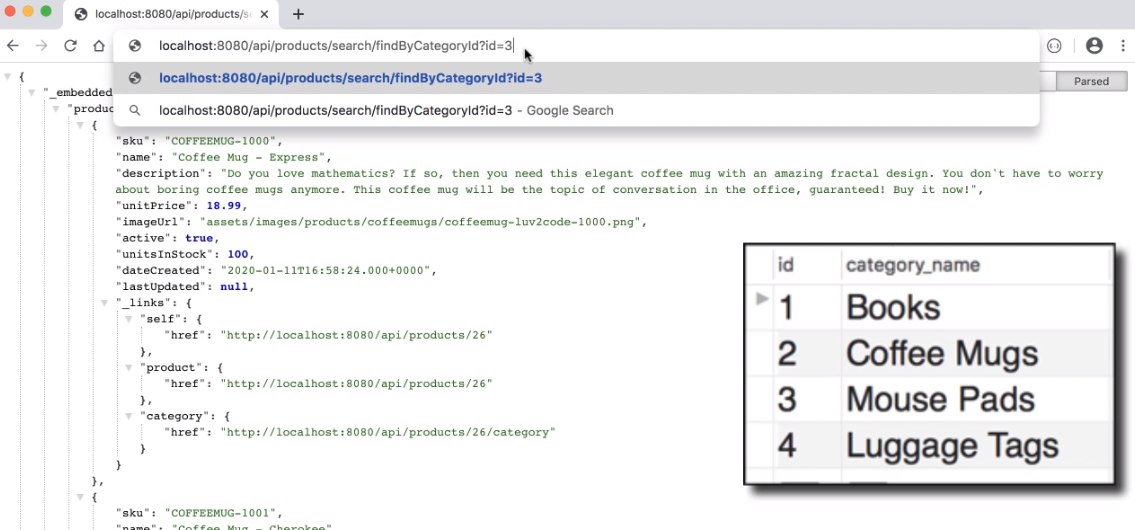 localhost:8080/api/products/se
localhost:8080/api/products/search/findByCategoryId?id=3
localhost:8080/api/products/search/findByCategoryId?id=3
localhost:8080/api/products/search/findByCategoryId?id=3 - Google Search
Parsed
{
"_embedded
"produc
{
"sku": "COFFEEMUG-1000",
"name": "Coffee Mug - Express",
"description": "Do you love mathematics? If so, then you need this elegant coffee mug with an amazing fractal design. You don't have to worry
about boring coffee mugs anymore. This coffee mug will be the topic of conversation in the office, guaranteed! Buy it now!",
"unitPrice": 18.99,
"imageUrl": "assets/images/products/coffeemugs/coffeemug-luv2code-1000.png",
"active": true,
"unitsInStock": 100,
"dateCreated": "2020-01-11T16:58:24.000+0000",
"lastUpdated": null,
"_links": {
"self": {
"href": "http://localhost:8080/api/products/26"
},
"product": {
"href": "http://localhost:8080/api/products/26"
},
"category": {
"href": "http://localhost:8080/api/products/26/category"
}
}
},
{
"sku": "COFFEEMUG-1001",
"name": "Coffee Mug - Cherokee",
id category_name
1 Books
2 Coffee Mugs
3 Mouse Pads
4 Luggage Tags